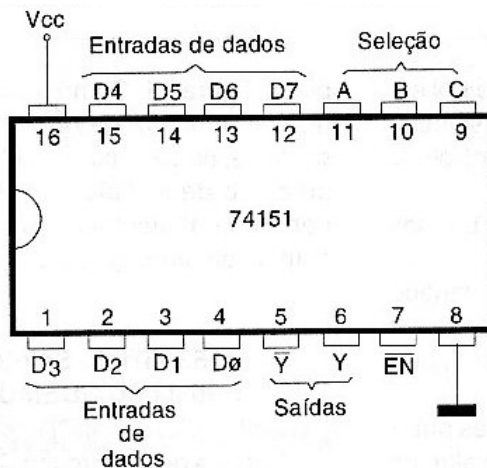 Vcc
Entradas de dados
Seleção
D4 D5 D6 D7 A B C
16 15 14 13 12 11 10 9
74151
1 2 3 4 5 6 7 8
D3 D2 D1 Dø Y̅ Y E̅N̅
Entradas
de
dados
Saídas